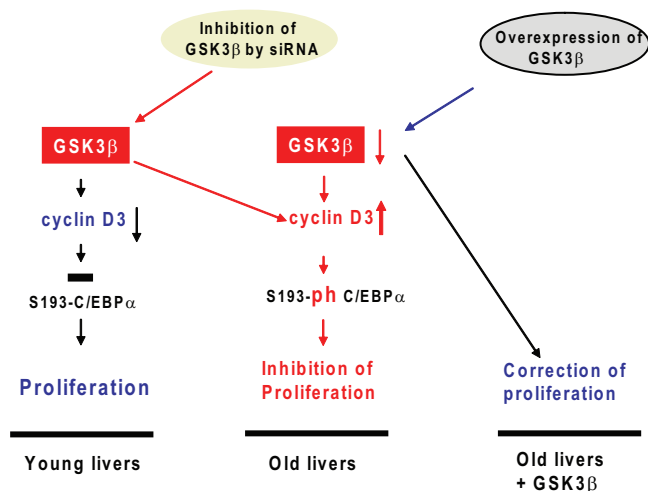 Inhibition of
GSK3β by siRNA
Overexpression of
GSK3β
GSK3β
GSK3β
cyclin D3
cyclin D3
S193-C/EBPα
S193-ph C/EBPα
Proliferation
Inhibition of
Proliferation
Correction of
proliferation
Young livers
Old livers
Old livers
+ GSK3β